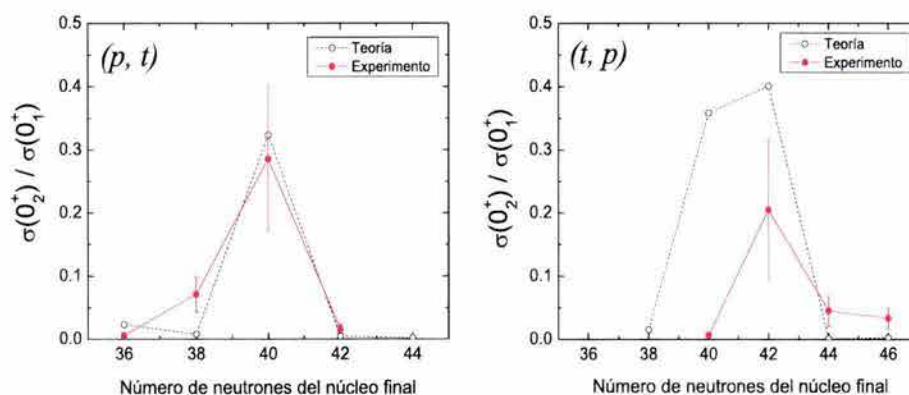 (p, t)
Teoría
Experimento
σ(0₂⁺) / σ(0₁⁺)
0.5
0.4
0.3
0.2
0.1
0.0
36 38 40 42 44
Número de neutrones del núcleo final
(t, p)
Teoría
Experimento
σ(0₂⁺) / σ(0₁⁺)
0.5
0.4
0.3
0.2
0.1
0.0
36 38 40 42 44 46
Número de neutrones del núcleo final